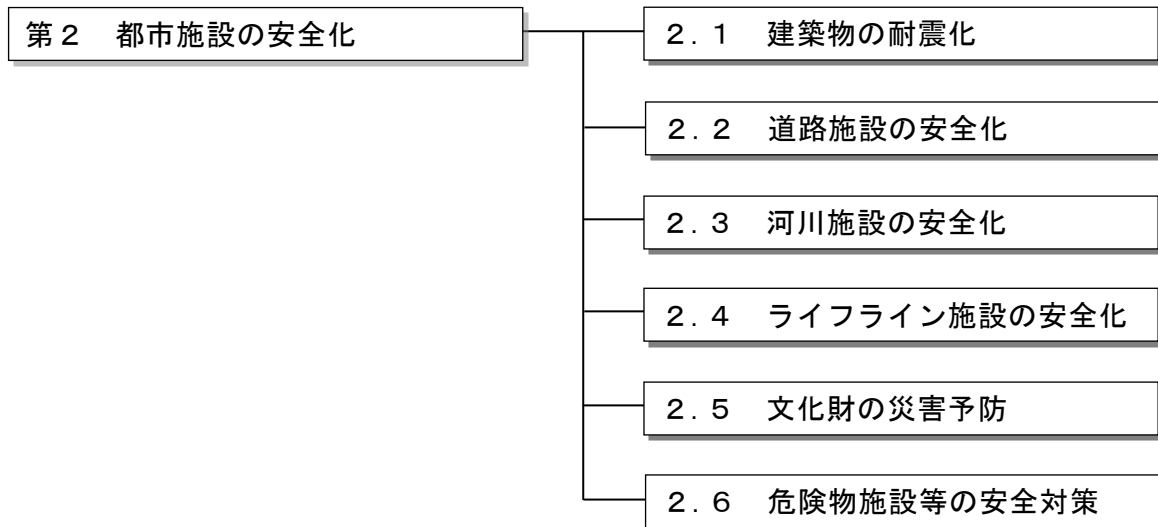 第２　都市施設の安全化
２．１　建築物の耐震化
２．２　道路施設の安全化
２．３　河川施設の安全化
２．４　ライフライン施設の安全化
２．５　文化財の災害予防
２．６　危険物施設等の安全対策